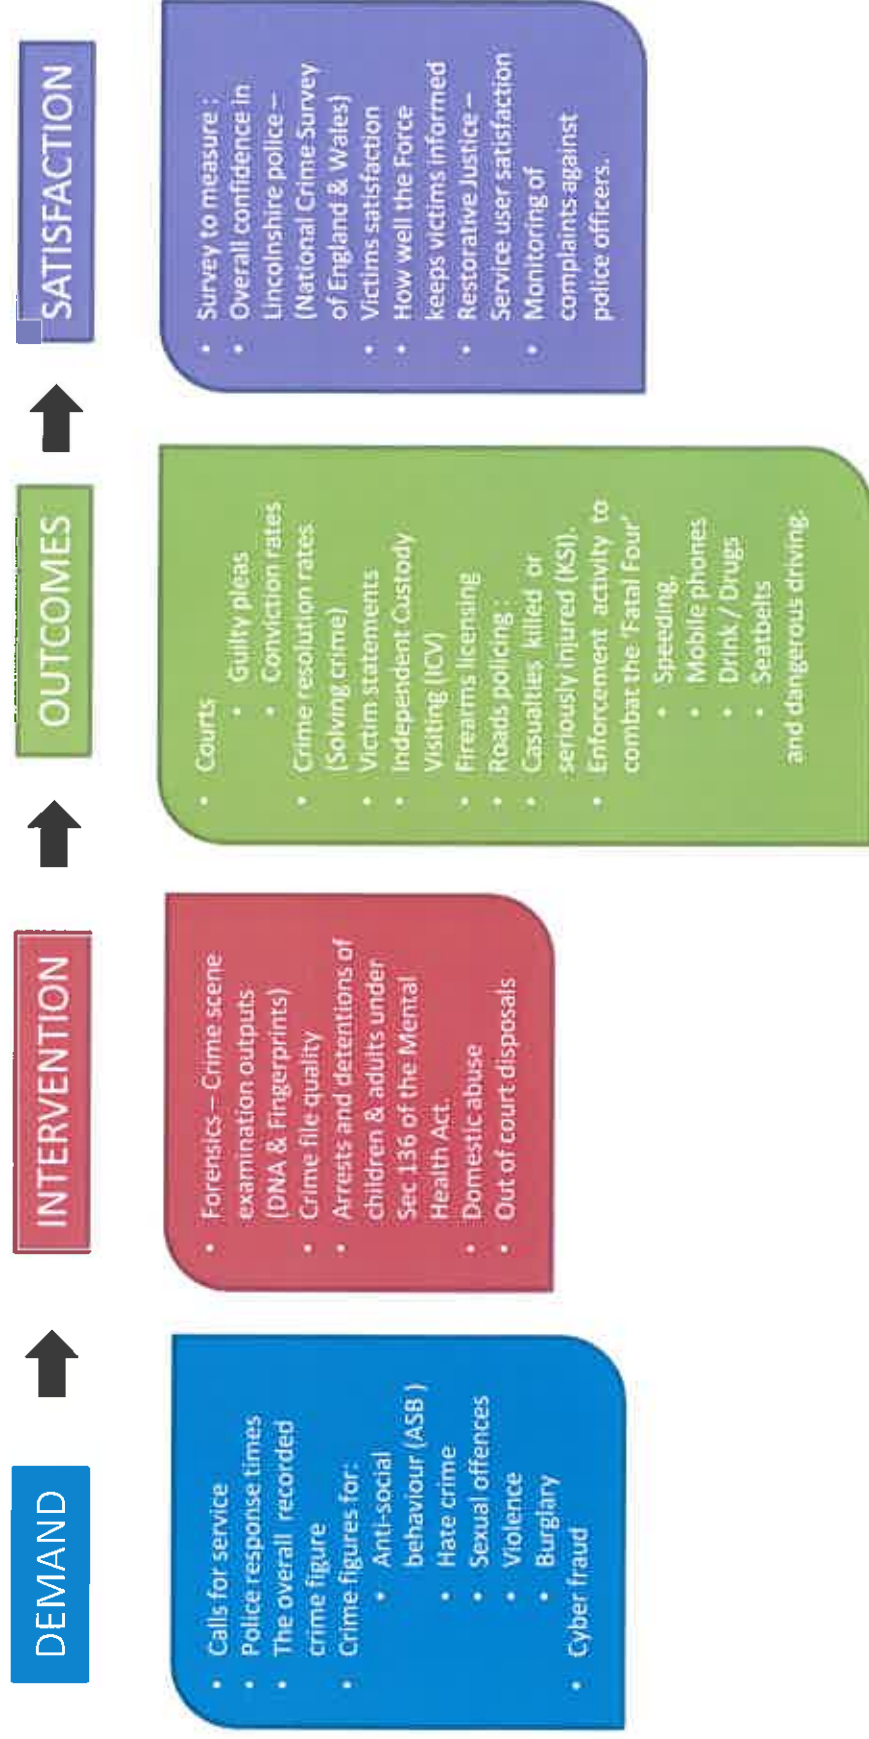 DEMAND
• Calls for service
• Police response times
• The overall recorded
crime figure
• Crime figures for:
• Anti-social
behaviour (ASB )
• Hate crime
• Sexual offences
• Violence
• Burglary
• Cyber fraud
INTERVENTION
• Forensics – Crime scene
examination outputs
(DNA & Fingerprints)
• Crime file quality
• Arrests and detentions of
children & adults under
Sec 136 of the Mental
Health Act.
• Domestic abuse
• Out of court disposals
OUTCOMES
• Courts
• Guilty pleas
• Conviction rates
• Crime resolution rates
(Solving crime)
• Victim statements
• Independent Custody
Visiting (ICV)
• Firearms licensing
• Roads policing :
• Casualties killed or
seriously injured (KSI).
• Enforcement activity to
combat the 'Fatal Four'
• Speeding,
• Mobile phones
• Drink / Drugs
• Seatbelts
and dangerous driving.
SATISFACTION
• Survey to measure :
• Overall confidence in
Lincolnshire police –
(National Crime Survey
of England & Wales)
• Victims satisfaction
• How well the Force
keeps victims informed
• Restorative Justice –
Service user satisfaction
• Monitoring of
complaints against
police officers.